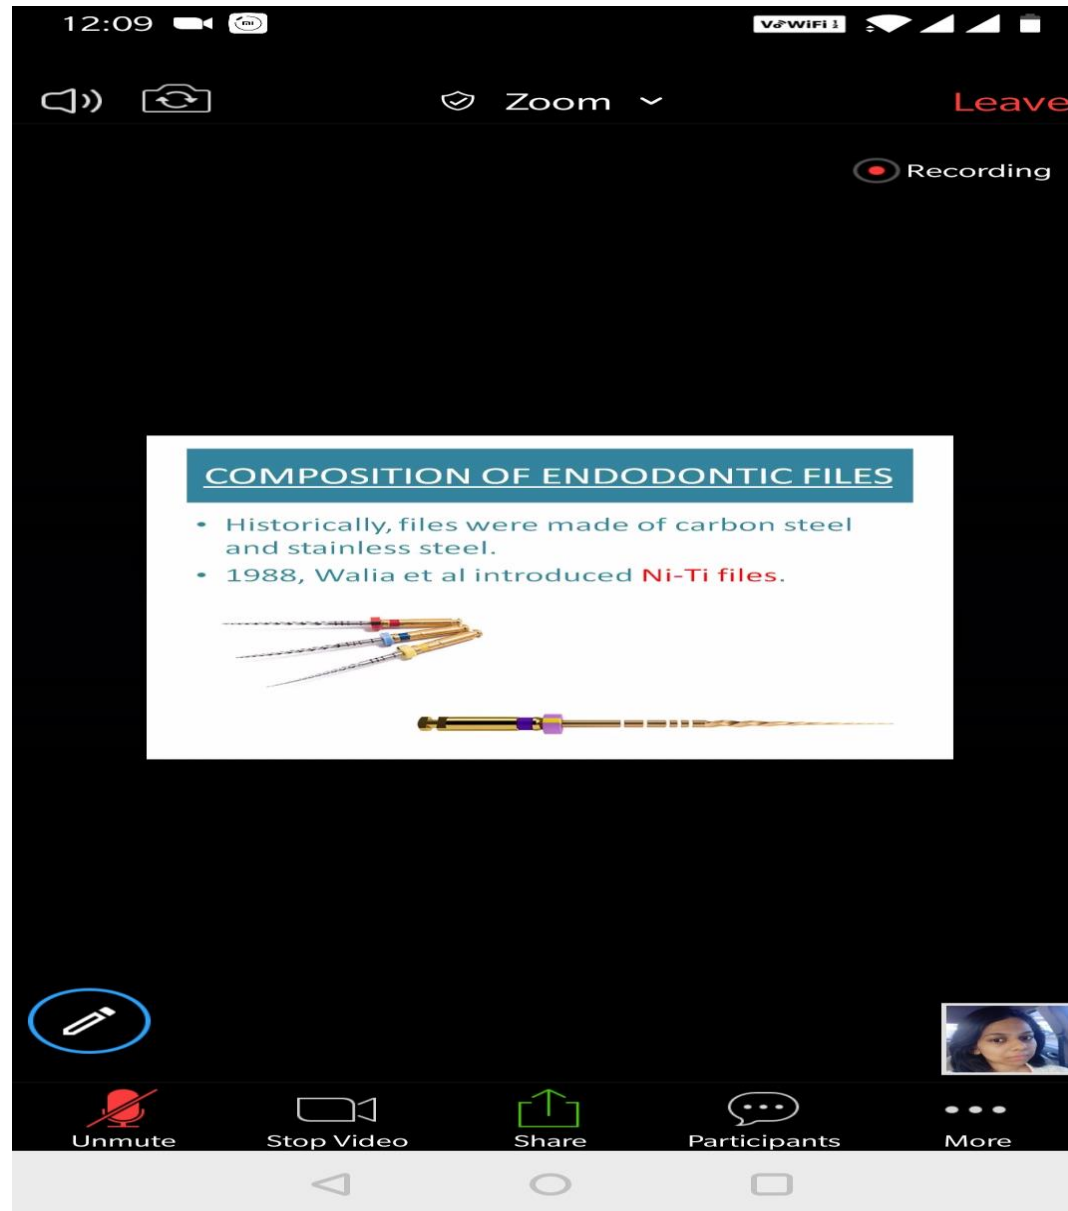 12:09
VoWiFi 1
Zoom
Leave
Recording
COMPOSITION OF ENDODONTIC FILES
• Historically, files were made of carbon steel
and stainless steel.
• 1988, Walia et al introduced Ni-Ti files.
Unmute
Stop Video
Share
Participants
More